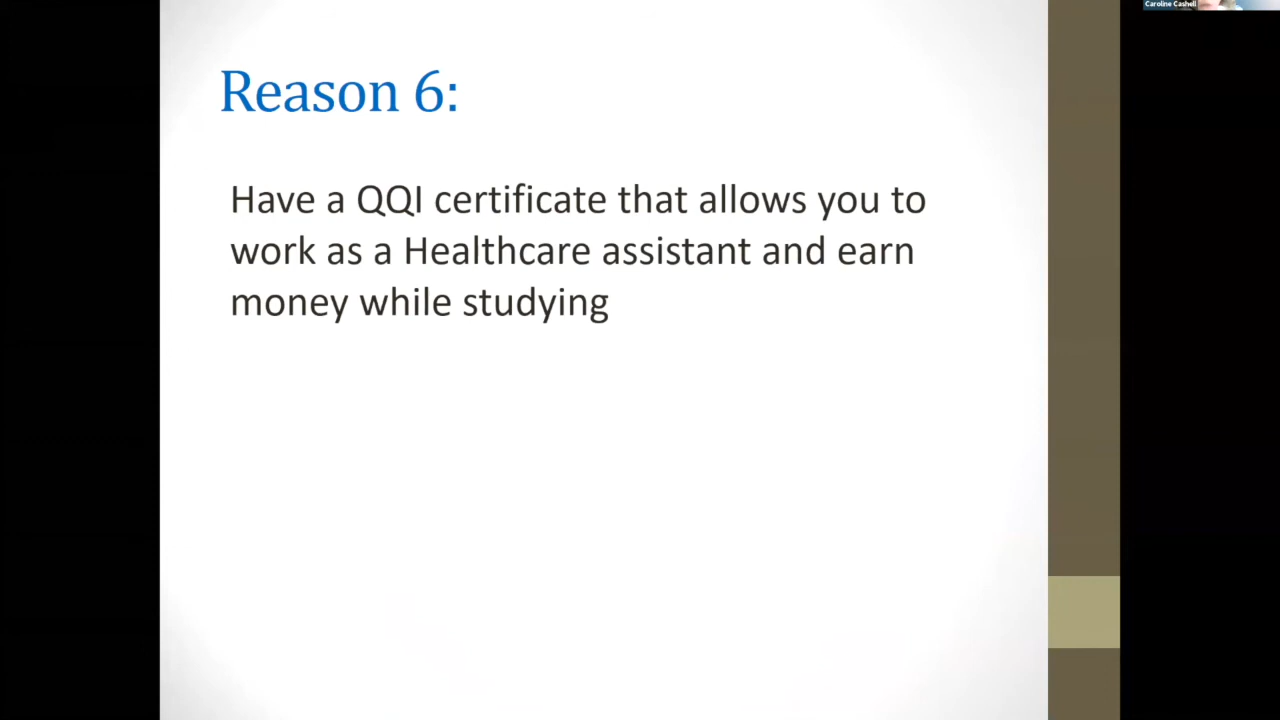 Caroline Cashell
Reason 6:
Have a QQI certificate that allows you to
work as a Healthcare assistant and earn
money while studying